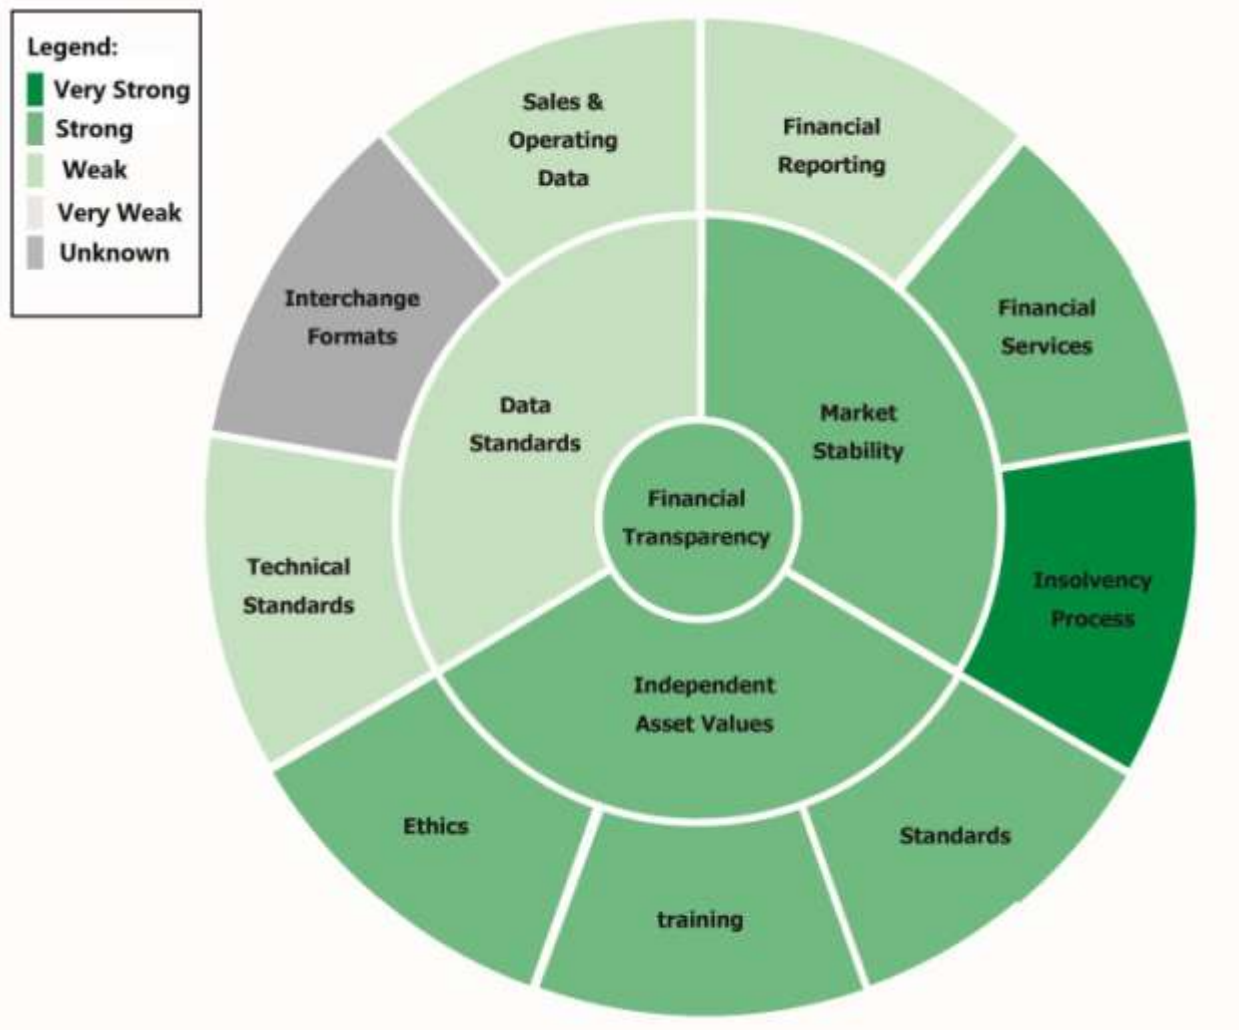 Legend:
Very Strong
Strong
Weak
Very Weak
Unknown
Sales &
Operating
Data
Financial
Reporting
Interchange
Formats
Financial
Services
Data
Standards
Market
Stability
Financial
Transparency
Technical
Standards
Insolvency
Process
Independent
Asset Values
Ethics
Standards
training